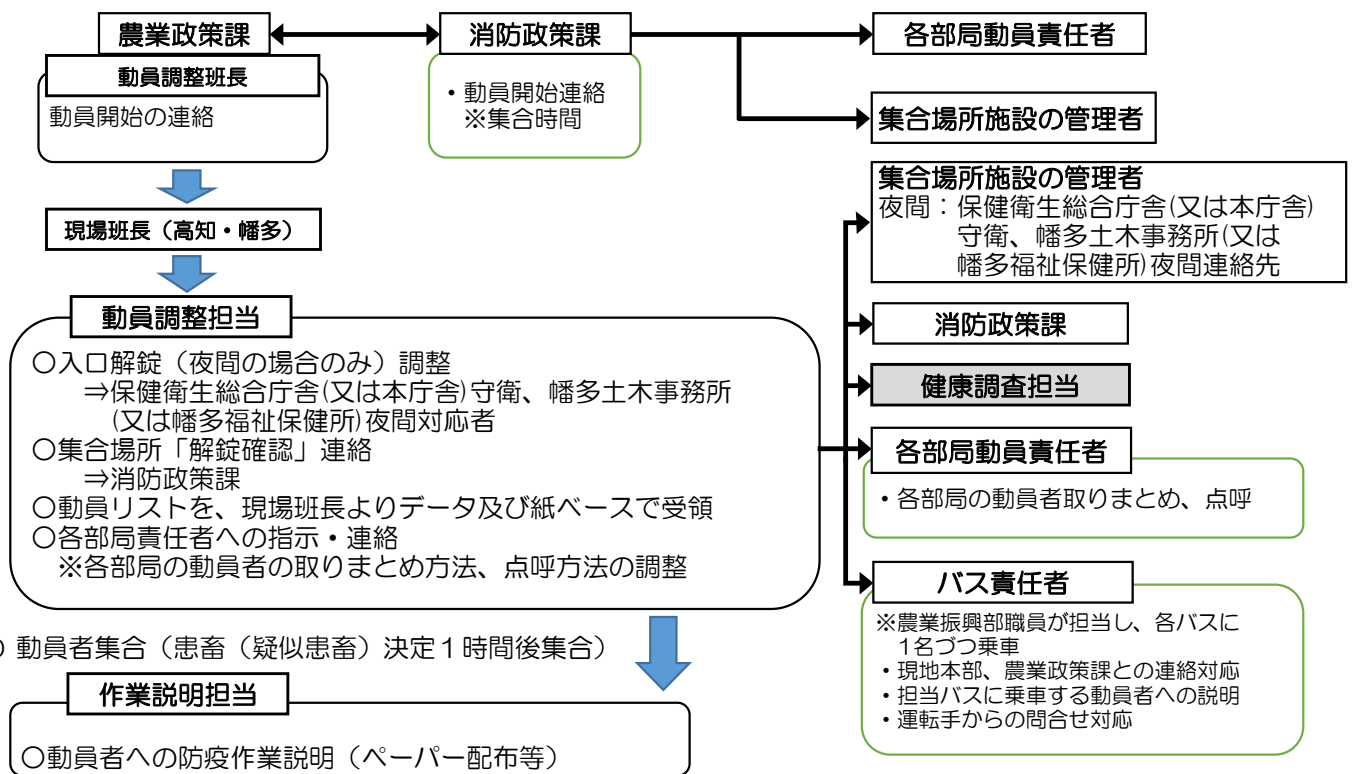 農業政策課
消防政策課
各部局動員責任者
動員調整班長
動員開始の連絡
・動員開始連絡
※集合時間
集合場所施設の管理者
集合場所施設の管理者
夜間：保健衛生総合庁舎(又は本庁舎)
守衛、幡多土木事務所(又は
幡多福祉保健所)夜間連絡先
現場班長（高知・幡多）
動員調整担当
〇入口解錠（夜間の場合のみ）調整
⇒保健衛生総合庁舎(又は本庁舎)守衛、幡多土木事務所
(又は幡多福祉保健所)夜間対応者
〇集合場所「解錠確認」連絡
⇒消防政策課
〇動員リストを、現場班長よりデータ及び紙ベースで受領
〇各部局責任者への指示・連絡
※各部局の動員者の取りまとめ方法、点呼方法の調整
消防政策課
健康調査担当
各部局動員責任者
・各部局の動員者取りまとめ、点呼
バス責任者
※農業振興部職員が担当し、各バスに
1名づつ乗車
・現地本部、農業政策課との連絡対応
・担当バスに乗車する動員者への説明
・運転手からの問合せ対応
動員者集合（患畜（疑似患畜）決定１時間後集合）
作業説明担当
〇動員者への防疫作業説明（ペーパー配布等）